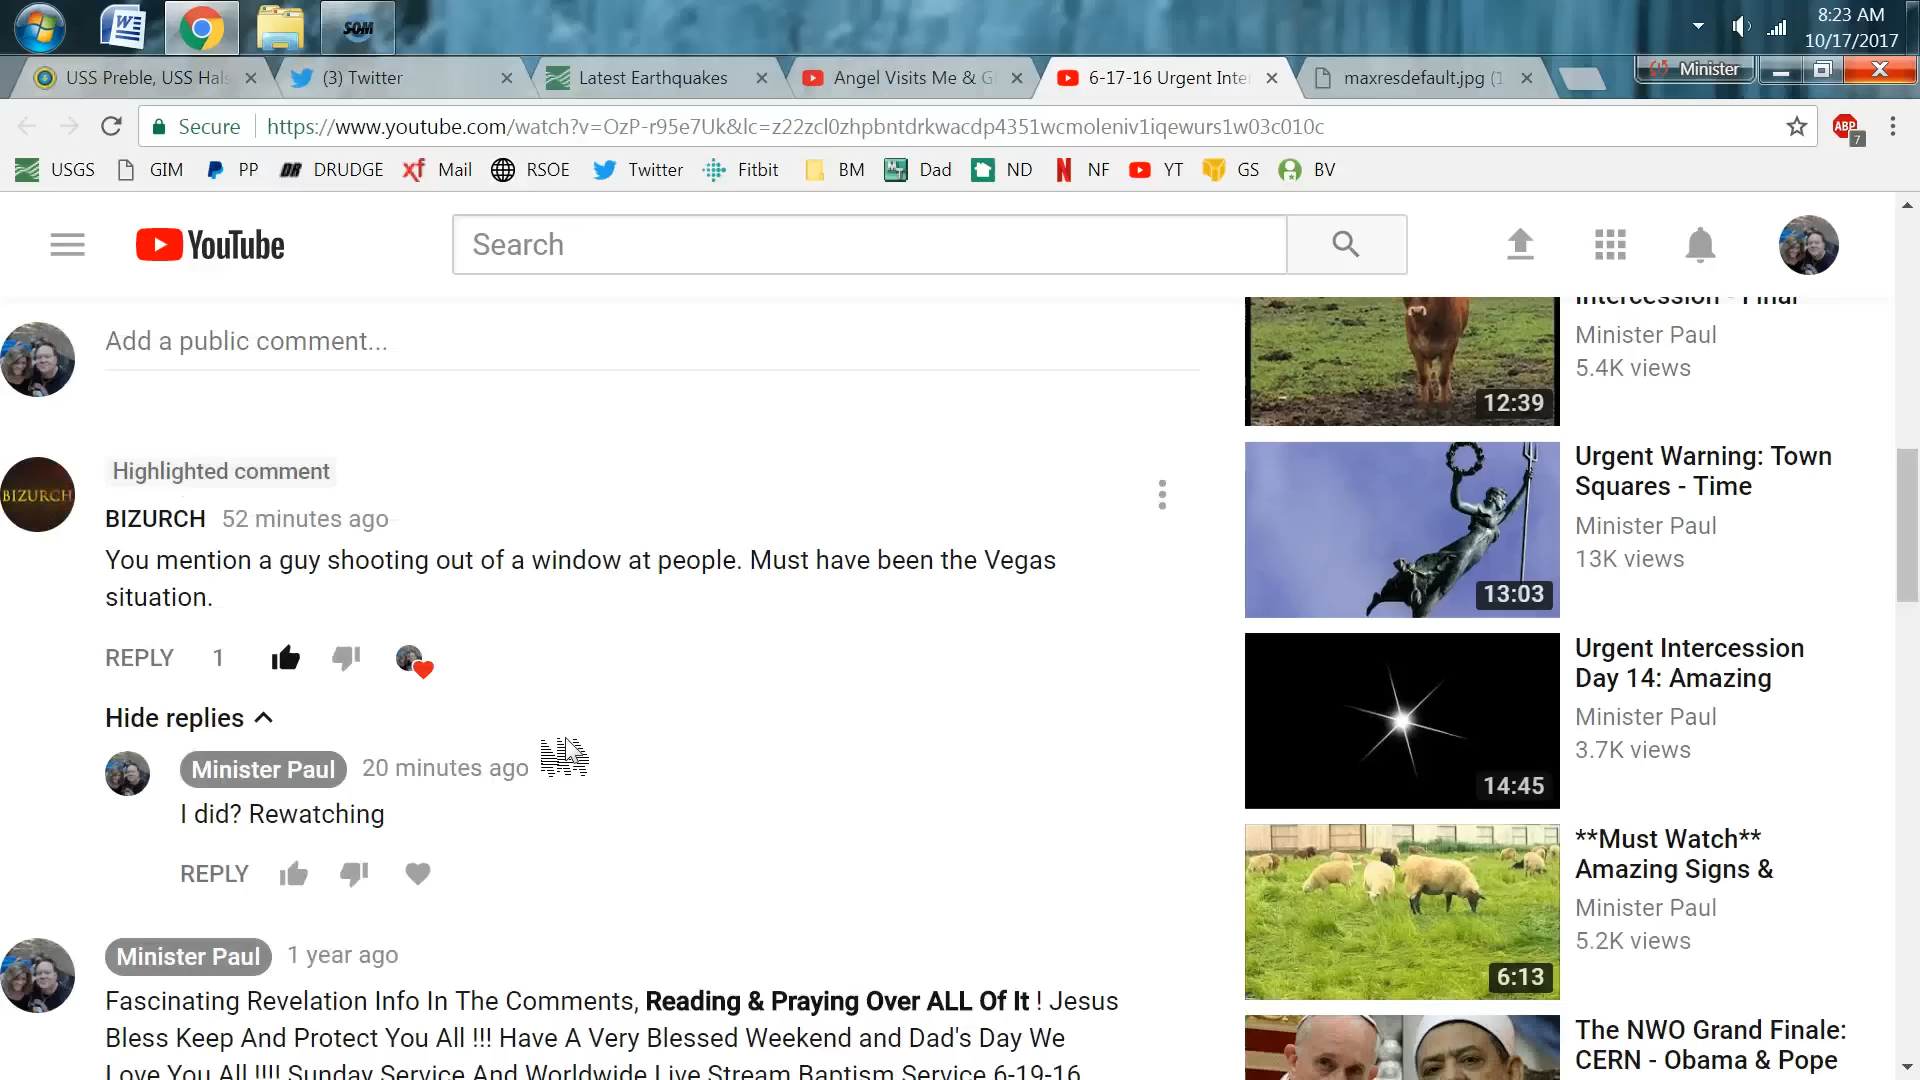 SOM
8:23 AM
10/17/2017
USS Preble, USS Hals
(3) Twitter
Latest Earthquakes
Angel Visits Me & G
6-17-16 Urgent Inte
maxresdefault.jpg (1
Minister
Secure
https://www.youtube.com/watch?v=OzP-r95e7Uk&lc=z22zcl0zhpbntdrkwacdp4351wcmoleniv1iqewurs1w03c010c
ABP
7
USGS
GIM
PP
DR DRUDGE
xf Mail
RSOE
Twitter
Fitbit
BM
Dad
ND
N NF
YT
GS
BV
YouTube
Search
Intercession - Final
Minister Paul
5.4K views
12:39
Add a public comment...
Highlighted comment
BIZURCH
BIZURCH 52 minutes ago
You mention a guy shooting out of a window at people. Must have been the Vegas
situation.
REPLY 1
Hide replies
Minister Paul 20 minutes ago
I did? Rewatching
REPLY
Minister Paul 1 year ago
Fascinating Revelation Info In The Comments, Reading & Praying Over ALL Of It ! Jesus
Bless Keep And Protect You All !!! Have A Very Blessed Weekend and Dad's Day We
Love You All !!!! Sunday Service And Worldwide Live Stream Baptism Service 6-19-16
Urgent Warning: Town
Squares - Time
Minister Paul
13K views
13:03
Urgent Intercession
Day 14: Amazing
Minister Paul
3.7K views
14:45
**Must Watch**
Amazing Signs &
Minister Paul
5.2K views
6:13
The NWO Grand Finale:
CERN - Obama & Pope